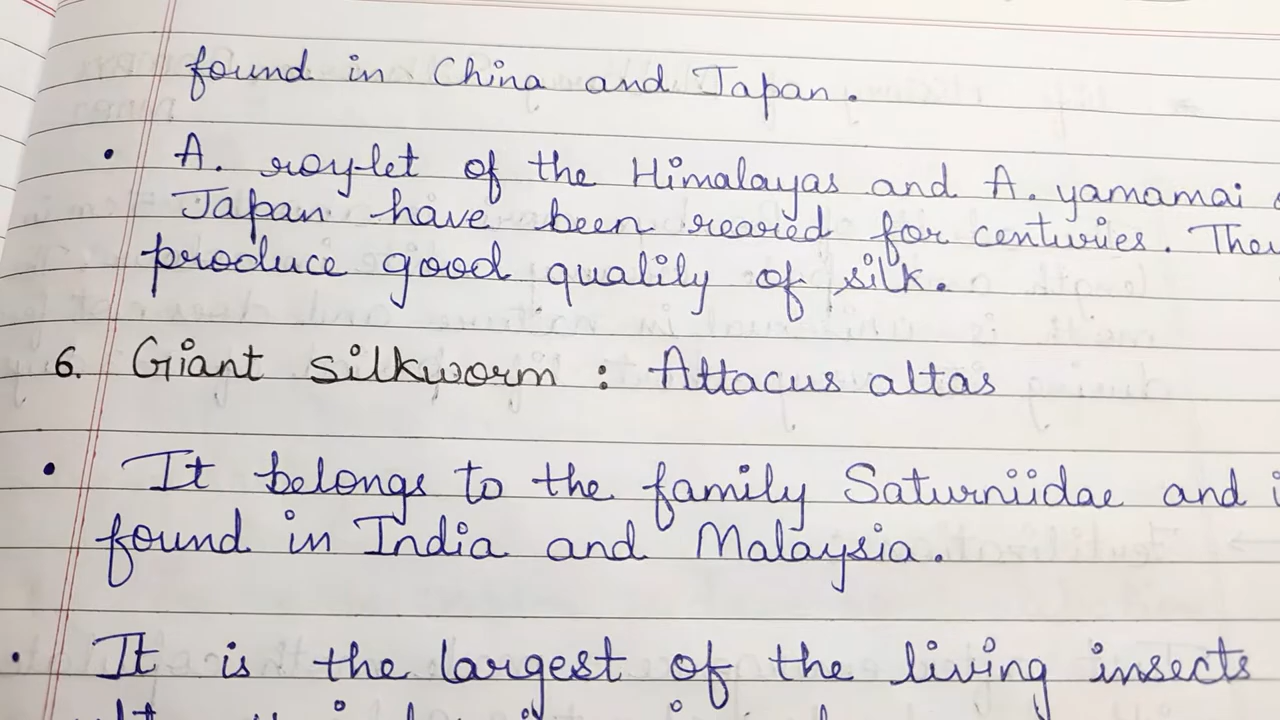 found in China and Japan.
• A. roylet of the Himalayas and A. yamamai
Japan have been reared for centuries.
produce good quality of silk.
6. Giant silkworm : Attacus altas
• It belongs to the family Saturniidae and
found in India and Malaysia.
• It is the largest of the living insects